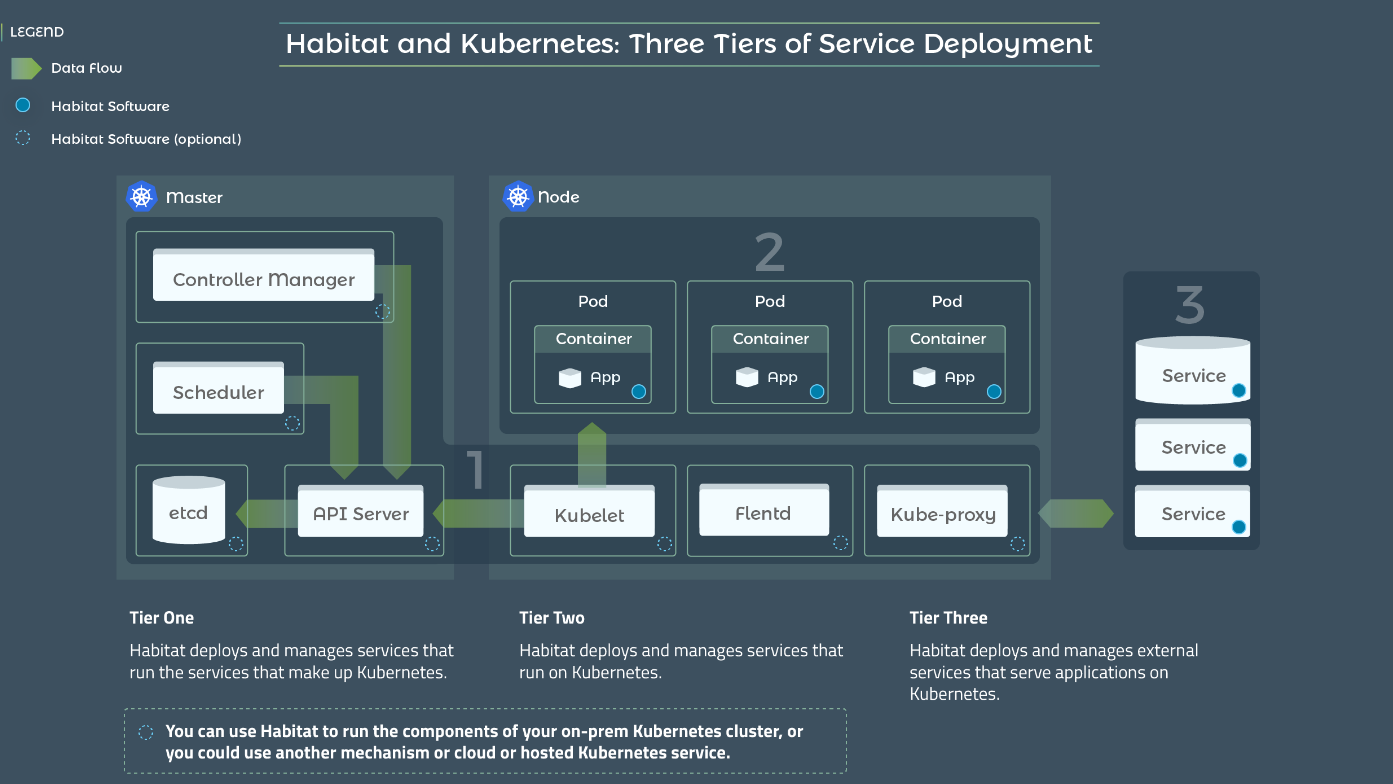 LEGEND
Data Flow
Habitat Software
Habitat Software (optional)
Habitat and Kubernetes: Three Tiers of Service Deployment
Master
Controller Manager
Scheduler
etcd
API Server
1
Node
2
Pod
Container
App
Pod
Container
App
Pod
Container
App
Kubelet
Flentd
Kube-proxy
3
Service
Service
Service
Tier One
Habitat deploys and manages services that
run the services that make up Kubernetes.
Tier Two
Habitat deploys and manages services that
run on Kubernetes.
Tier Three
Habitat deploys and manages external
services that serve applications on
Kubernetes.
You can use Habitat to run the components of your on-prem Kubernetes cluster, or
you could use another mechanism or cloud or hosted Kubernetes service.